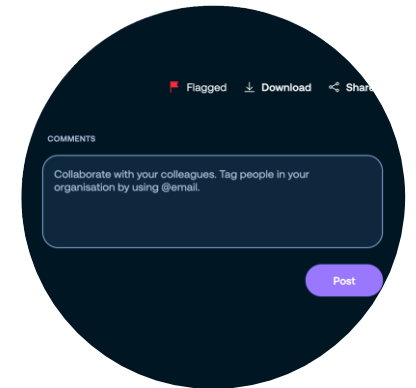 Flagged Download Share
COMMENTS
Collaborate with your colleagues. Tag people in your
organisation by using @email.
Post